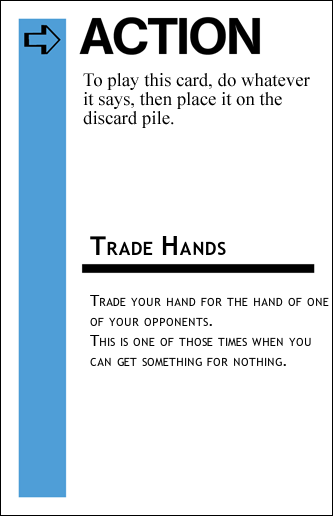 ACTION
To play this card, do whatever
it says, then place it on the
discard pile.
Trade Hands
Trade your hand for the hand of one
of your opponents.
This is one of those times when you
can get something for nothing.